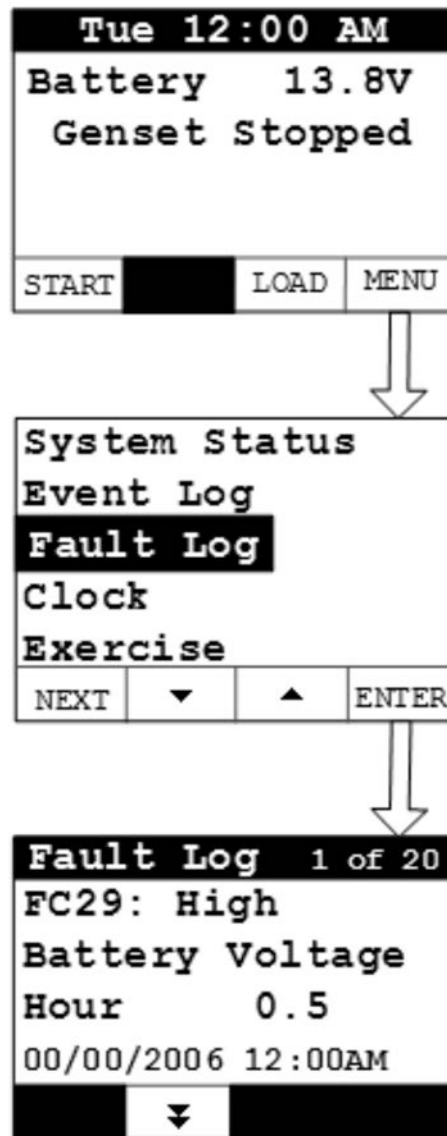 Tue 12:00 AM
Battery 13.8V
Genset Stopped
START LOAD MENU
System Status
Event Log
Fault Log
Clock
Exercise
NEXT ▼ ▲ ENTER
Fault Log 1 of 20
FC29: High
Battery Voltage
Hour 0.5
00/00/2006 12:00AM